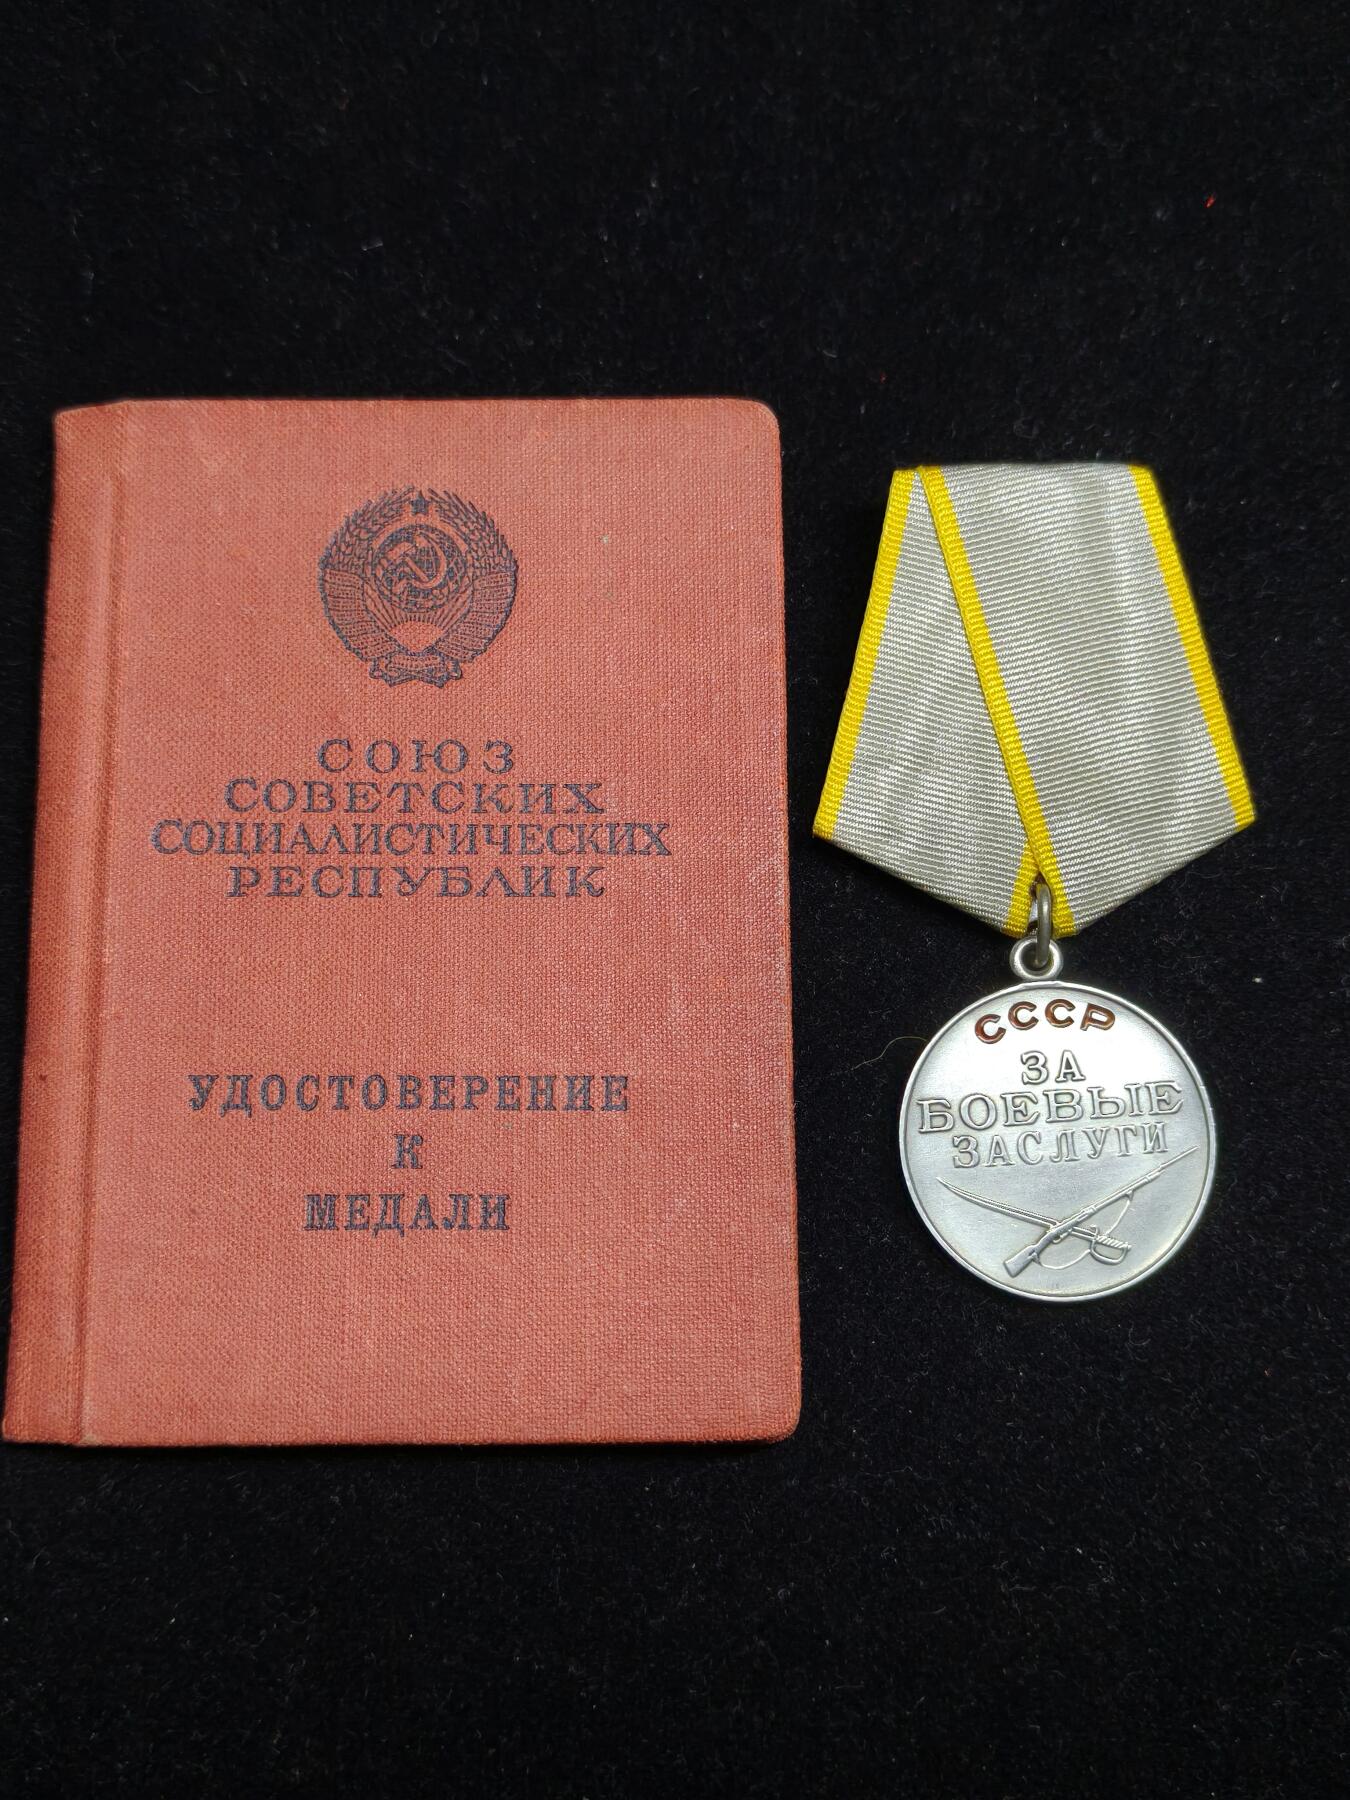 СОЮЗ
СОВЕТСКИХ
СОЦИАЛИСТИЧЕСКИХ
РЕСПУБЛИК
УДОСТОВЕРЕНИЕ
К
МЕДАЛИ
СССР
ЗА
БОЕВЫЕ
ЗАСЛУГИ